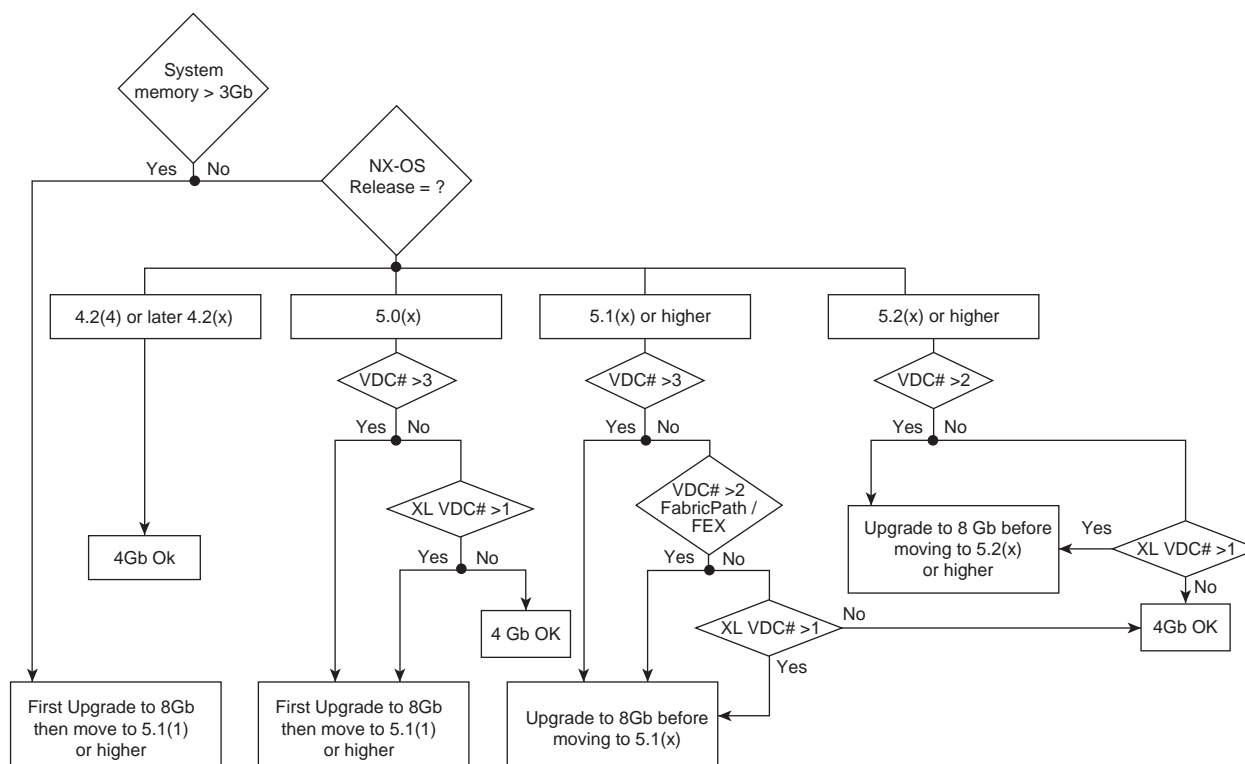 System
memory > 3Gb
Yes
No
NX-OS
Release = ?
4.2(4) or later 4.2(x)
5.0(x)
5.1(x) or higher
5.2(x) or higher
VDC# >3
VDC# >3
VDC# >2
Yes
No
Yes
No
Yes
No
XL VDC# >1
VDC# >2
FabricPath /
FEX
Upgrade to 8 Gb before
moving to 5.2(x)
or higher
Yes
XL VDC# >1
4Gb Ok
Yes
No
Yes
No
No
4 Gb OK
XL VDC# >1
No
4Gb OK
Yes
First Upgrade to 8Gb
then move to 5.1(1)
or higher
First Upgrade to 8Gb
then move to 5.1(1)
or higher
Upgrade to 8Gb before
moving to 5.1(x)